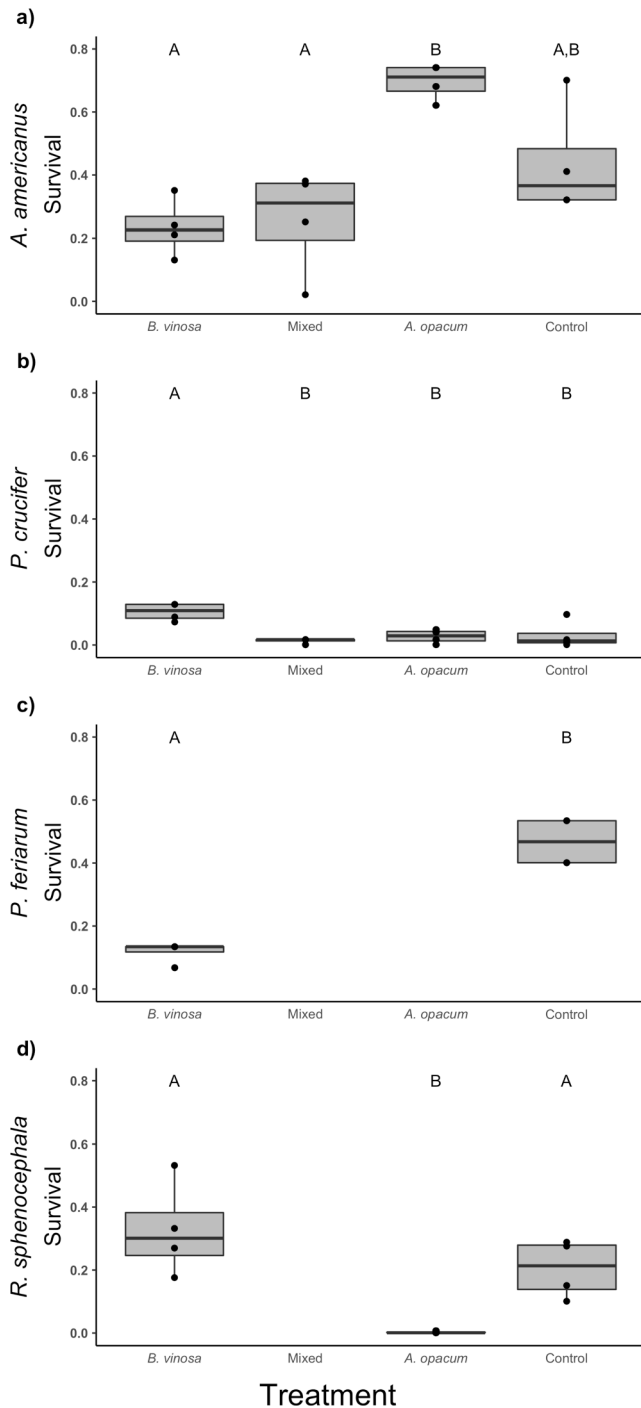 a)
A A B A,B
A. americanus
Survival
0.8
0.6
0.4
0.2
0.0
B. vinosa Mixed A. opacum Control
b)
A B B B
P. crucifer
Survival
0.8
0.6
0.4
0.2
0.0
B. vinosa Mixed A. opacum Control
c)
A B
P. feriarum
Survival
0.8
0.6
0.4
0.2
0.0
B. vinosa Mixed A. opacum Control
d)
A B A
R. sphenocephala
Survival
0.8
0.6
0.4
0.2
0.0
B. vinosa Mixed A. opacum Control
Treatment